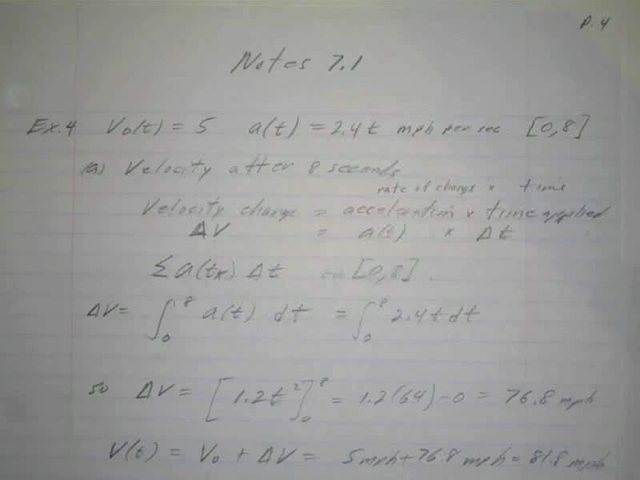 P. 4
Notes 7.1
Ex. 4 V₀(t) = 5 a(t) = 2.4t mph per sec [0,8]
(a) Velocity after 8 seconds
rate of change × time
Velocity change = acceleration × time applied
ΔV = a(t) × Δt
Σ a(tₖ) Δt on [0,8].
ΔV = ∫₀⁸ a(t) dt = ∫₀⁸ 2.4t dt
so ΔV = [1.2t²]₀⁸ = 1.2(64) - 0 = 76.8 mph
V(t) = V₀ + ΔV = 5mph + 76.8 mph = 81.8 mph